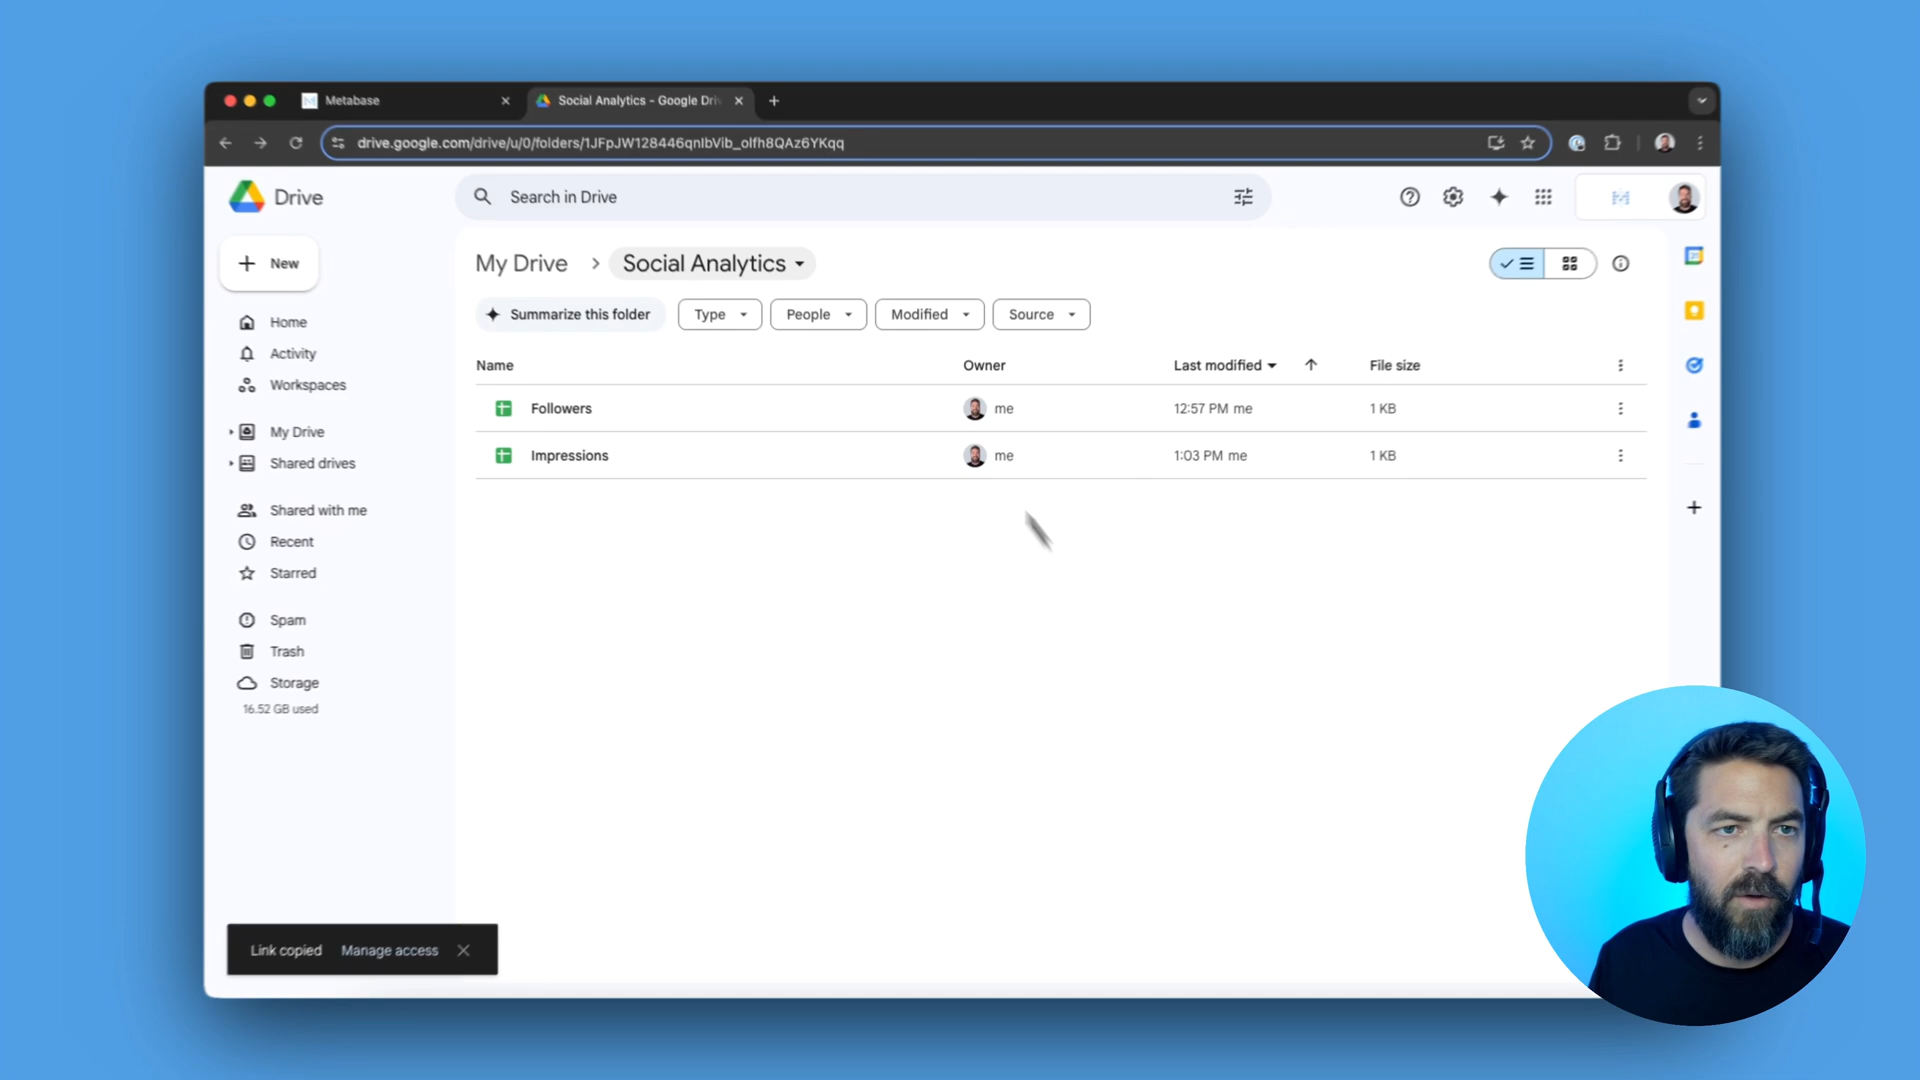 Metabase
Social Analytics - Google Dri
drive.google.com/drive/u/0/folders/1JFpJW128446qnIbVib_olfh8QAz6YKqq
Drive
Search in Drive
New
My Drive
Social Analytics
Summarize this folder
Type
People
Modified
Source
Home
Activity
Workspaces
My Drive
Shared drives
Shared with me
Recent
Starred
Spam
Trash
Storage
16.52 GB used
Name
Owner
Last modified
File size
Followers
me
12:57 PM me
1 KB
Impressions
me
1:03 PM me
1 KB
Link copied
Manage access